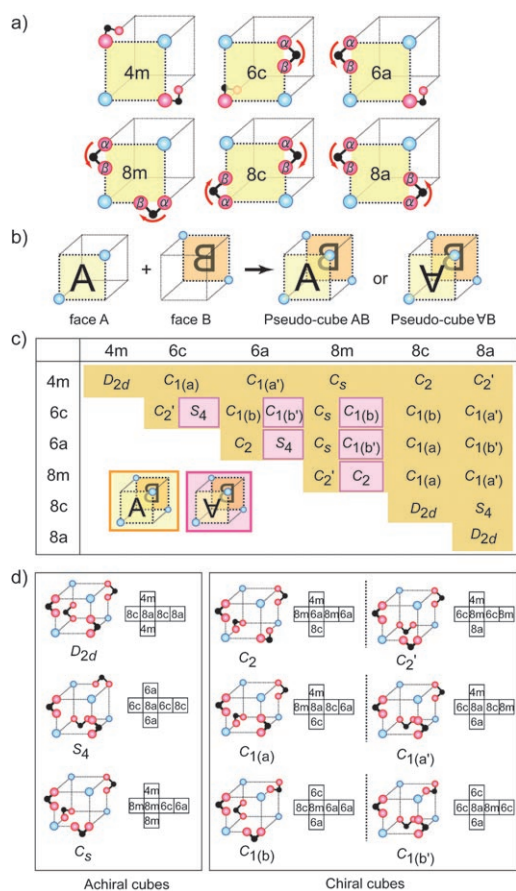 a)
4m
α
β
6c
α
β
6a
α
β
8m
β
α
α
β
8c
β
α
α
β
8a
α
β
b)
A
+
B
A B
or
∀ B
face A
face B
Pseudo-cube AB
Pseudo-cube ∀B
c)
4m 6c 6a 8m 8c 8a
4m D2d C1(a) C1(a') Cs C2 C2'
6c C2' S4 C1(b) C1(b') Cs C1(b) C1(b) C1(a')
6a C2 S4 Cs C1(b') C1(a) C1(b')
8m C2' C2 C1(a) C1(a')
8c D2d S4
8a D2d
A B
∀ B
d)
4m
8c 8a 8c 8a
4m
D2d
6a
6c 8a 6c 8c
6a
S4
4m
8m 8m 6c 6a
8m
Cs
Achiral cubes
4m
8m 6a 8m 6a
8c
C2
4m
6c 8m 6c 8m
8a
C2'
4m
8m 8a 6c 6a
6c
C1(a)
4m
6c 8a 8c 8m
6a
C1(a')
6c
8c 8m 6a 6a
6a
C1(b)
6c
6c 8a 8m 6c
6a
C1(b')
Chiral cubes